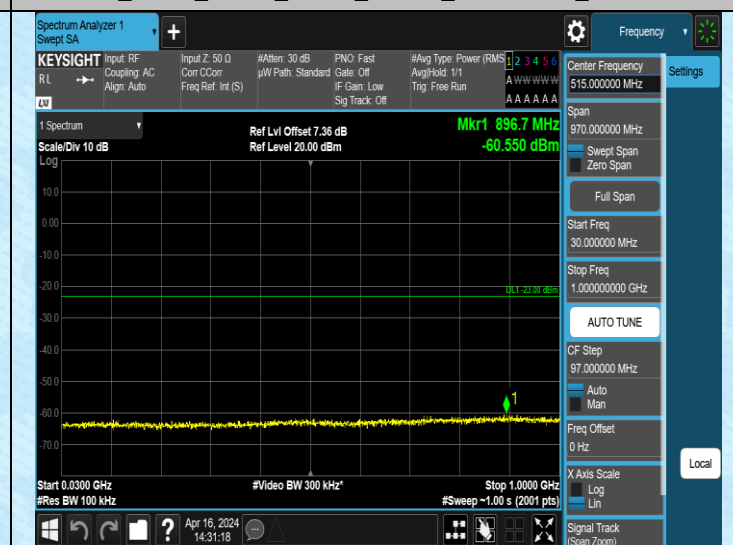 Spectrum Analyzer 1
Swept SA
+
Frequency
KEYSIGHT
RL
LXI
Input: RF
Coupling: AC
Align: Auto
Input Z: 50 Ω
Corr CCorr
Freq Ref: Int (S)
#Atten: 30 dB
µW Path: Standard
PNO: Fast
Gate: Off
IF Gain: Low
Sig Track: Off
#Avg Type: Power (RMS
Avg|Hold: 1/1
Trig: Free Run
1 2 3 4 5 6
A W W W W W
A A A A A A
Center Frequency
515.000000 MHz
Settings
Span
970.000000 MHz
Swept Span
Zero Span
Full Span
Start Freq
30.000000 MHz
Stop Freq
1.000000000 GHz
AUTO TUNE
CF Step
97.000000 MHz
Auto
Man
Freq Offset
0 Hz
X Axis Scale
Log
Lin
Signal Track
(Span Zoom)
Local
1 Spectrum
Scale/Div 10 dB
Log
Ref Lvl Offset 7.36 dB
Ref Level 20.00 dBm
Mkr1 896.7 MHz
-60.550 dBm
10.0
0.00
-10.0
-20.0
DL1 -23.00 dBm
-30.0
-40.0
-50.0
1
-60.0
-70.0
Start 0.0300 GHz
#Video BW 300 kHz*
Stop 1.0000 GHz
#Res BW 100 kHz
#Sweep ~1.00 s (2001 pts)
?
Apr 16, 2024
14:31:18